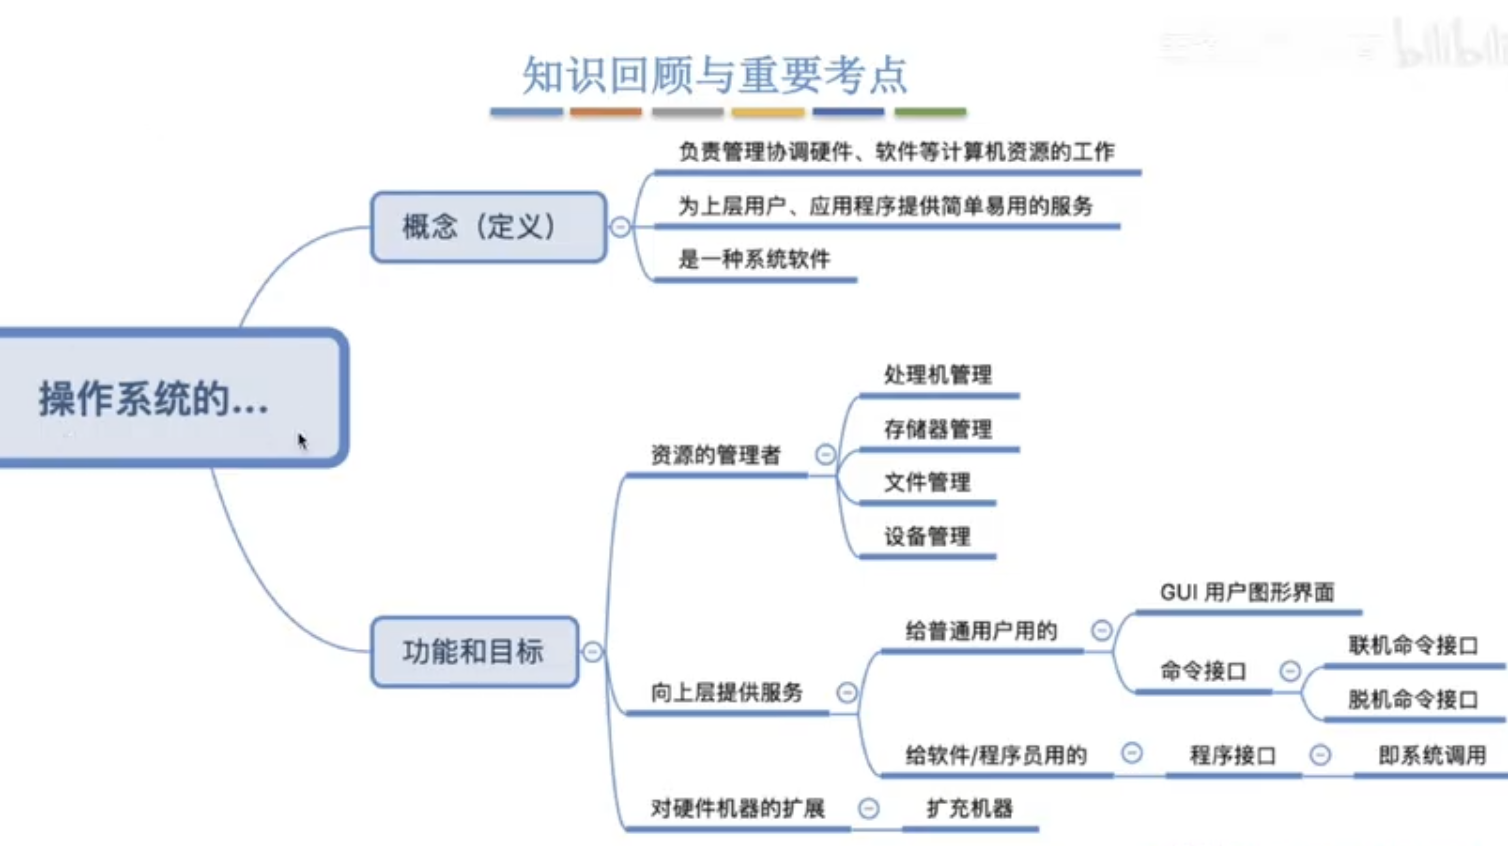 知识回顾与重要考点
bilibili
负责管理协调硬件、软件等计算机资源的工作
概念（定义）
为上层用户、应用程序提供简单易用的服务
是一种系统软件
操作系统的...
处理机管理
存储器管理
资源的管理者
文件管理
设备管理
功能和目标
GUI 用户图形界面
给普通用户用的
联机命令接口
命令接口
脱机命令接口
向上层提供服务
给软件/程序员用的
程序接口
即系统调用
对硬件机器的扩展
扩充机器